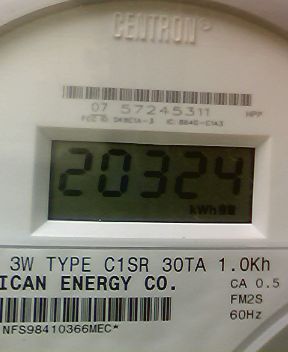 CENTRON®
07 57245311 HPP
20324
kWh
3W TYPE C1SR 30TA 1.0Kh
ICAN ENERGY CO.
CA 0.5
FM2S
60Hz
NFS98410366MEC*